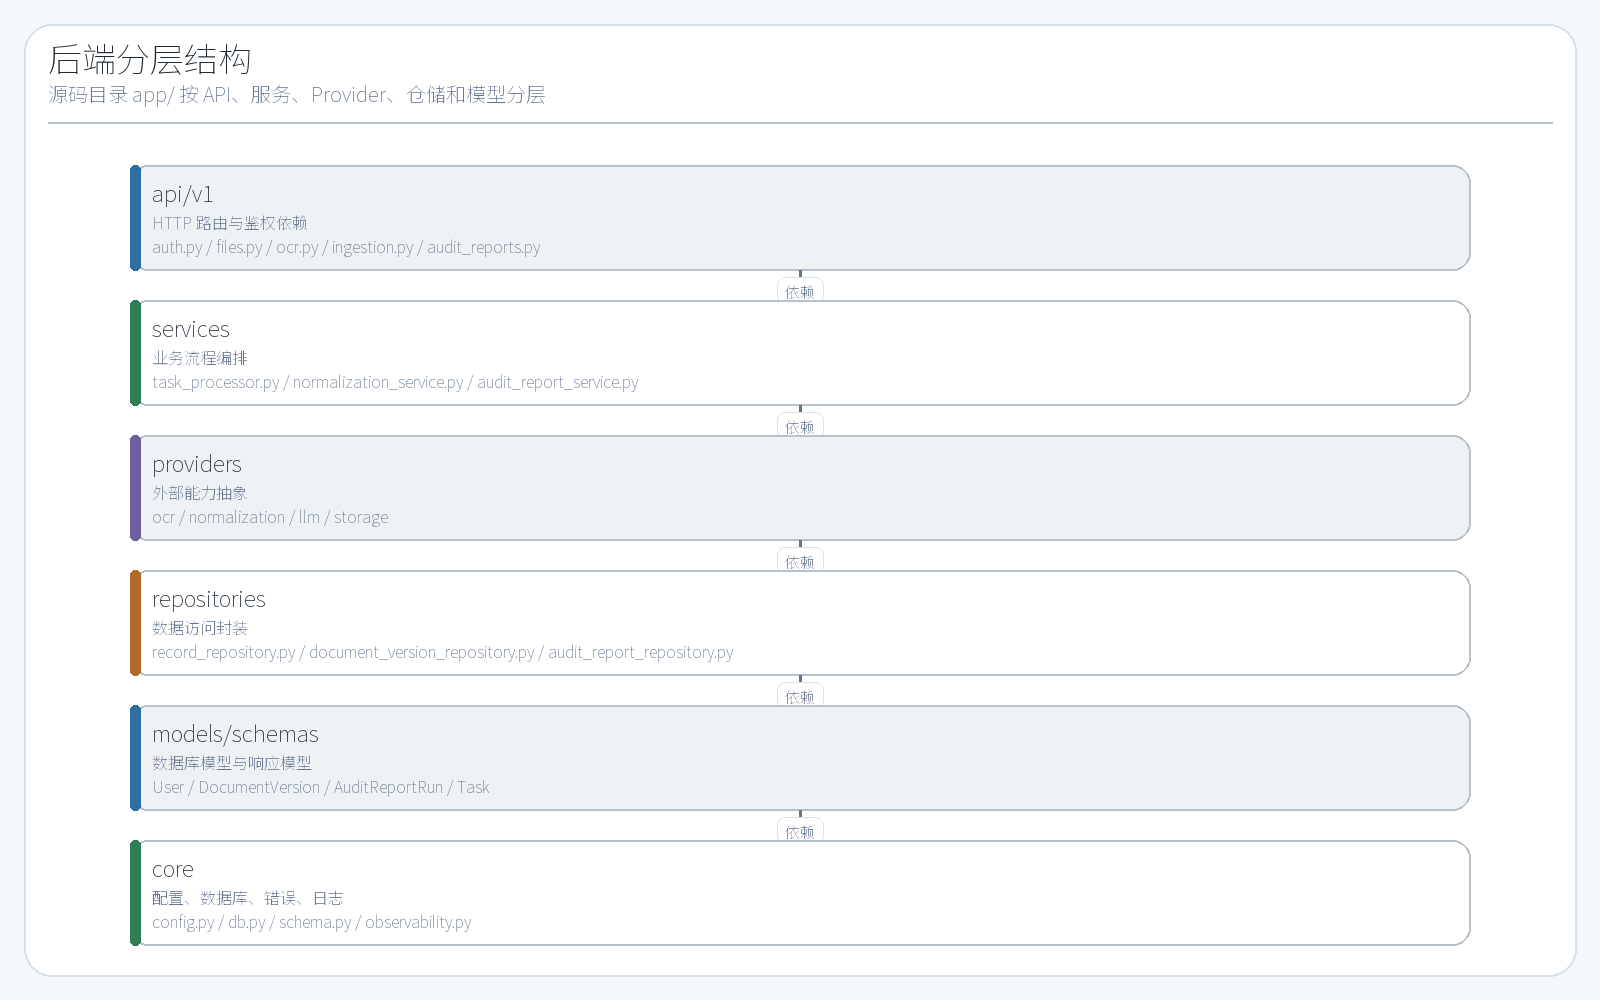 后端分层结构
源码目录 app/ 按 API、服务、Provider、仓储和模型分层
api/v1
HTTP 路由与鉴权依赖
auth.py / files.py / ocr.py / ingestion.py / audit_reports.py
依赖
services
业务流程编排
task_processor.py / normalization_service.py / audit_report_service.py
依赖
providers
外部能力抽象
ocr / normalization / llm / storage
依赖
repositories
数据访问封装
record_repository.py / document_version_repository.py / audit_report_repository.py
依赖
models/schemas
数据库模型与响应模型
User / DocumentVersion / AuditReportRun / Task
依赖
core
配置、数据库、错误、日志
config.py / db.py / schema.py / observability.py